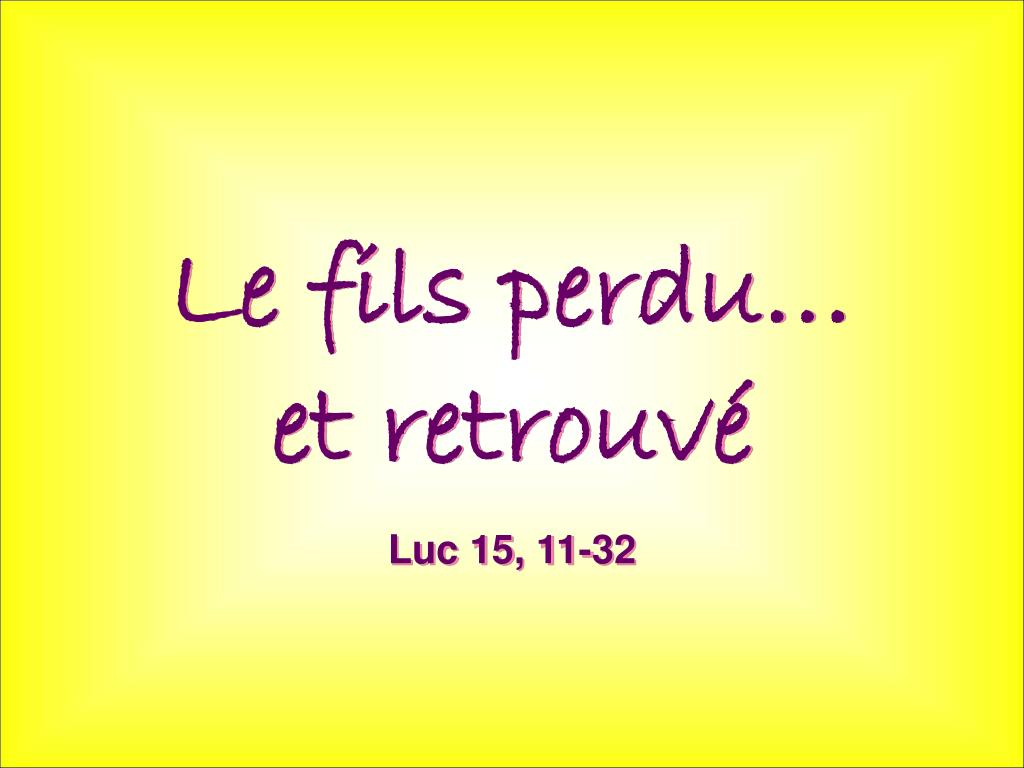 Le fils perdu...
et retrouvé
Luc 15, 11-32